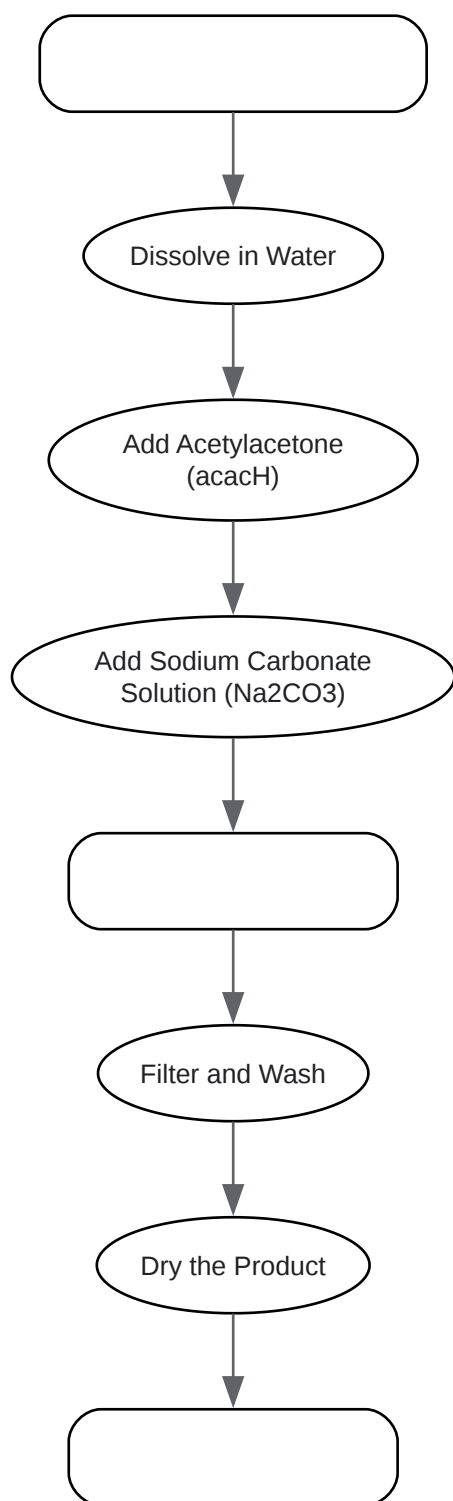 Dissolve in Water
Add Acetylacetone
(acacH)
Add Sodium Carbonate
Solution (Na2CO3)
Filter and Wash
Dry the Product